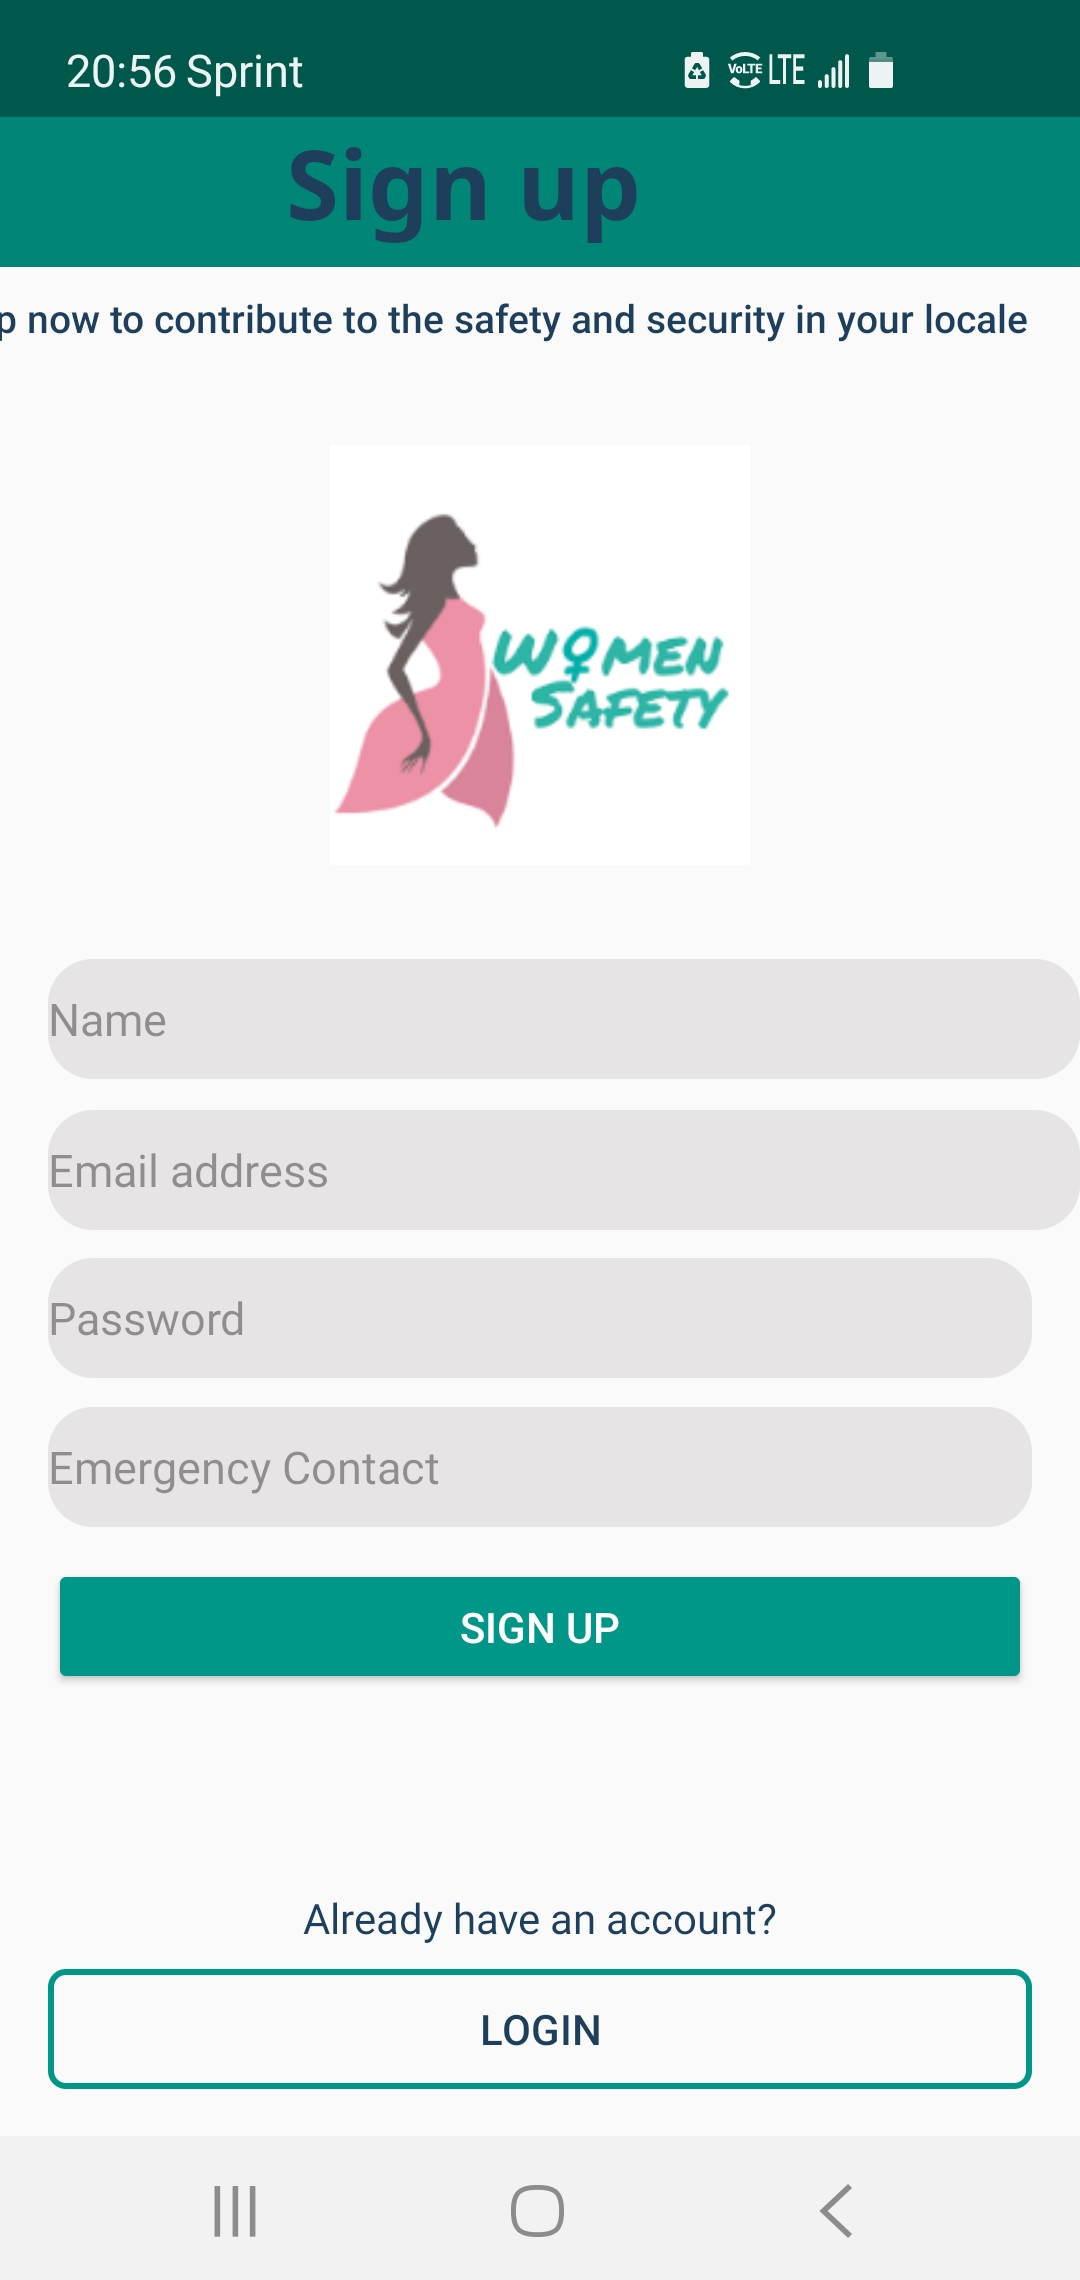 20:56 Sprint VoLTE LTE
Sign up
p now to contribute to the safety and security in your locale
WOMEN
SAFETY
Name
Email address
Password
Emergency Contact
SIGN UP
Already have an account?
LOGIN